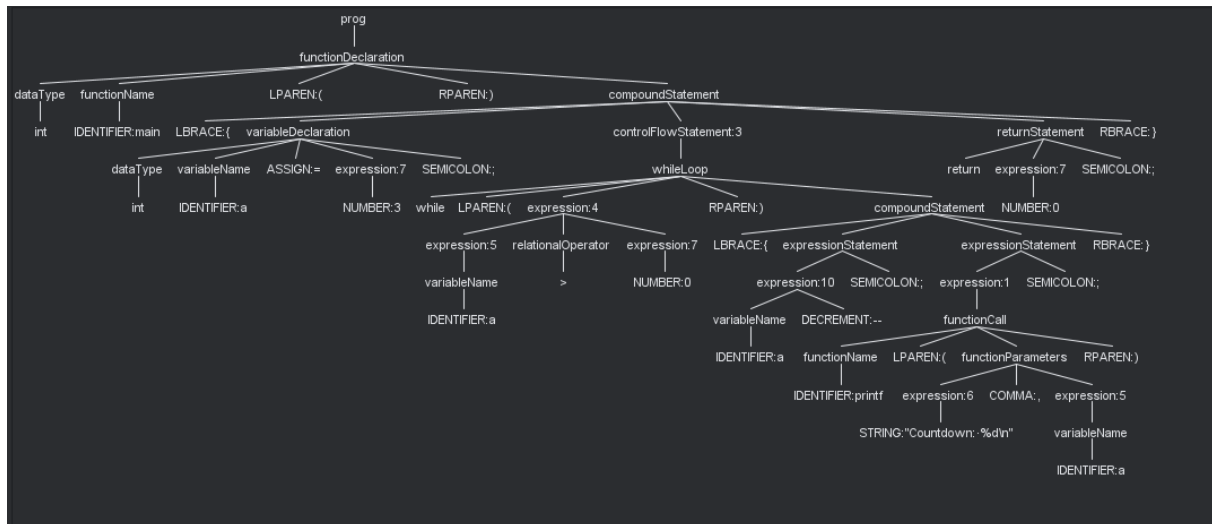 prog
functionDeclaration
dataType functionName LPAREN:( RPAREN:) compoundStatement
int IDENTIFIER:main LBRACE:{ variableDeclaration controlFlowStatement:3 returnStatement RBRACE:}
dataType variableName ASSIGN:= expression:7 SEMICOLON:; whileLoop return expression:7 SEMICOLON:;
int IDENTIFIER:a NUMBER:3 while LPAREN:( expression:4 RPAREN:) compoundStatement NUMBER:0
expression:5 relationalOperator expression:7 LBRACE:{ expressionStatement expressionStatement RBRACE:}
variableName > NUMBER:0 expression:10 SEMICOLON:; expression:1 SEMICOLON:;
IDENTIFIER:a variableName DECREMENT:-- functionCall
IDENTIFIER:a functionName LPAREN:( functionParameters RPAREN:)
IDENTIFIER:printf expression:6 COMMA:, expression:5
STRING:"Countdown:·%d\n" variableName
IDENTIFIER:a